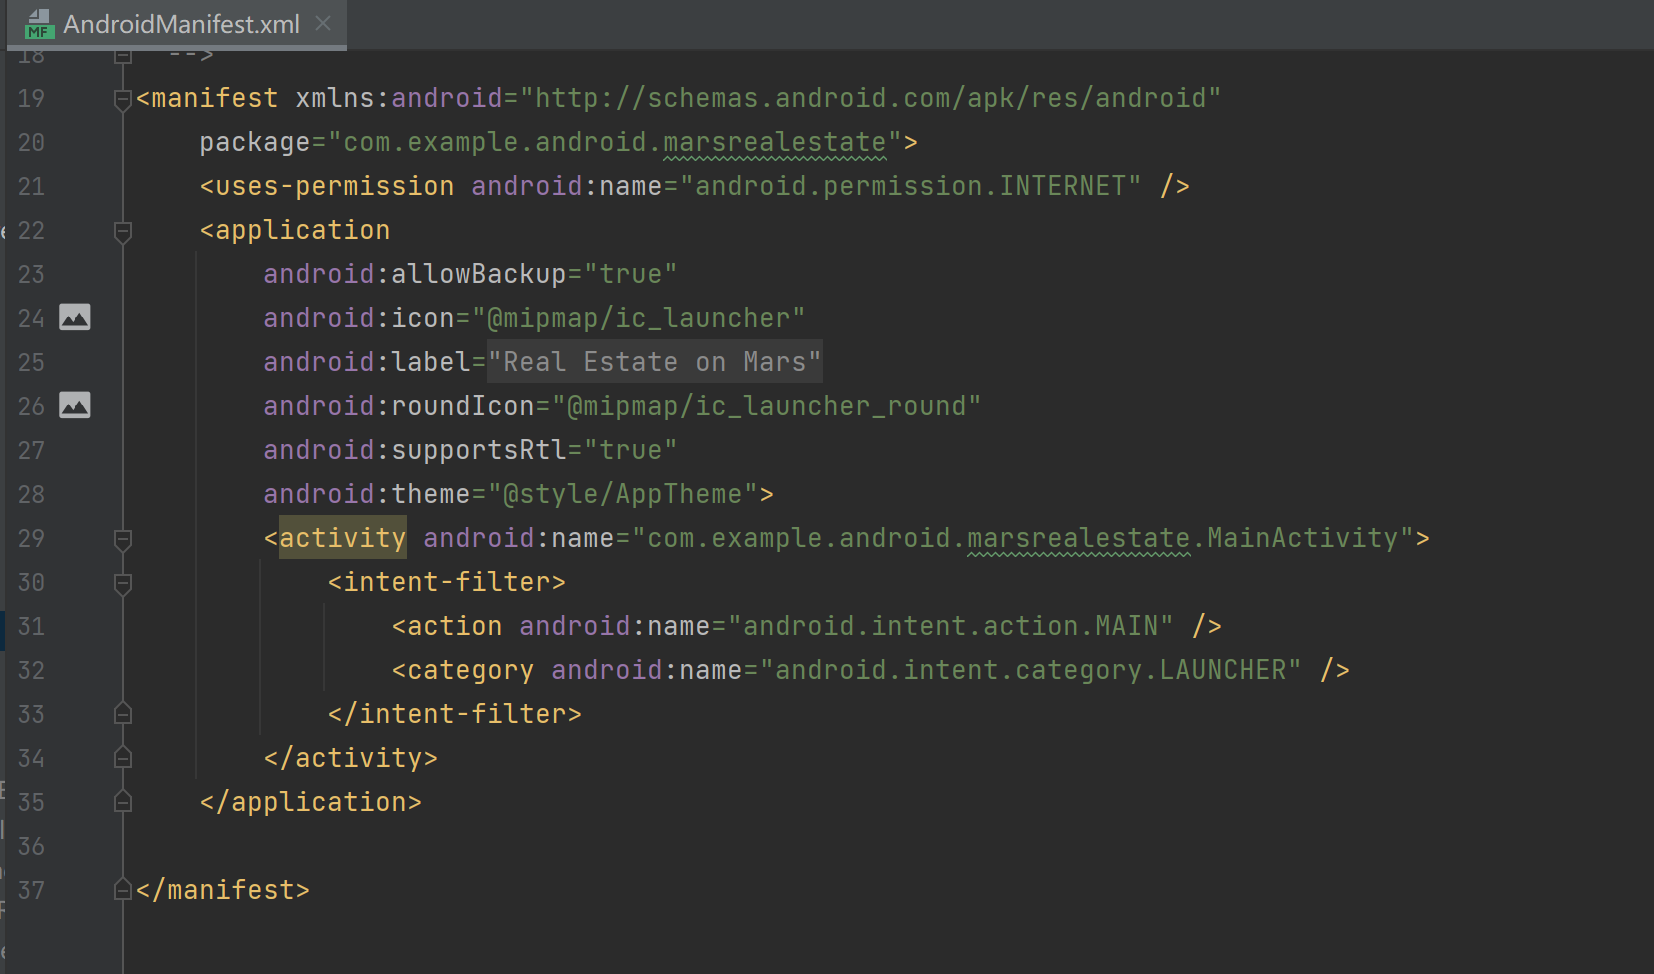 AndroidManifest.xml
18 -->
19 <manifest xmlns:android="http://schemas.android.com/apk/res/android"
20 package="com.example.android.marsrealestate">
21 <uses-permission android:name="android.permission.INTERNET" />
22 <application
23 android:allowBackup="true"
24 android:icon="@mipmap/ic_launcher"
25 android:label="Real Estate on Mars"
26 android:roundIcon="@mipmap/ic_launcher_round"
27 android:supportsRtl="true"
28 android:theme="@style/AppTheme">
29 <activity android:name="com.example.android.marsrealestate.MainActivity">
30 <intent-filter>
31 <action android:name="android.intent.action.MAIN" />
32 <category android:name="android.intent.category.LAUNCHER" />
33 </intent-filter>
34 </activity>
35 </application>
36
37 </manifest>